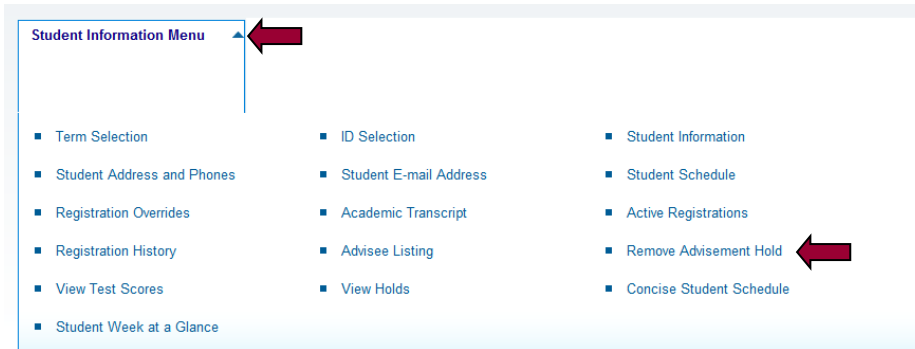 Student Information Menu
Term Selection
ID Selection
Student Information
Student Address and Phones
Student E-mail Address
Student Schedule
Registration Overrides
Academic Transcript
Active Registrations
Registration History
Advisee Listing
Remove Advisement Hold
View Test Scores
View Holds
Concise Student Schedule
Student Week at a Glance